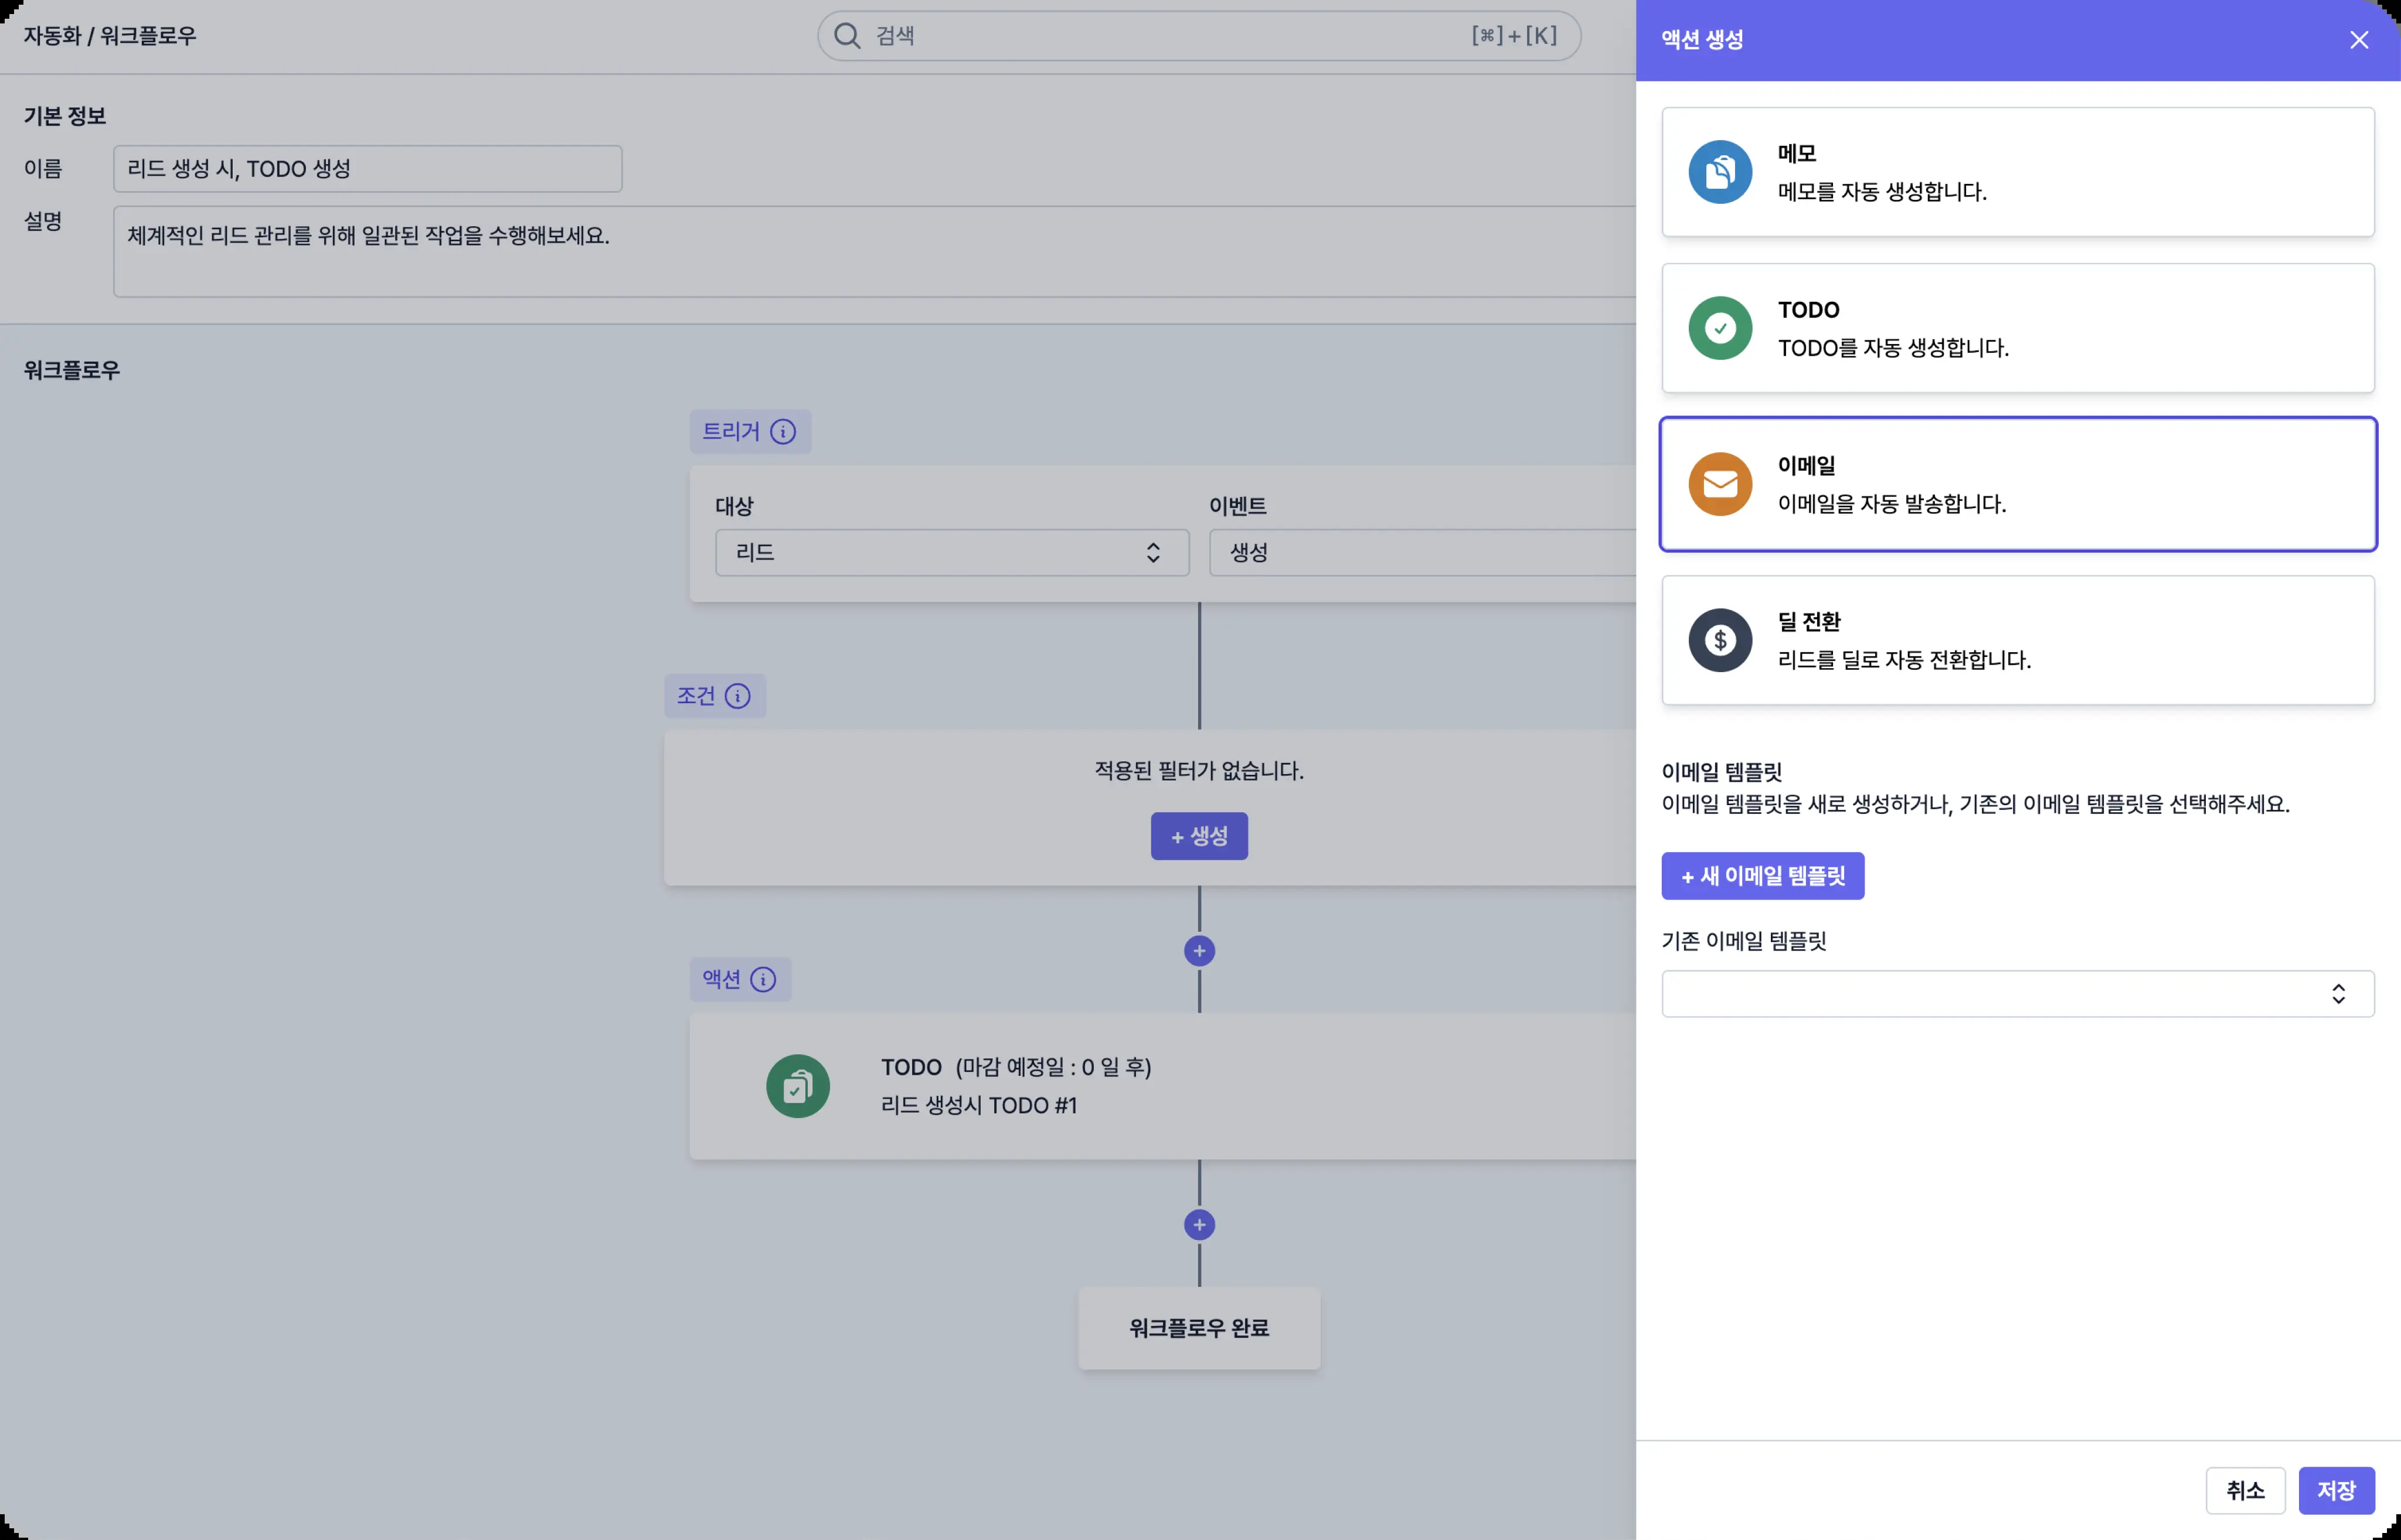 자동화 / 워크플로우
검색
[⌘]+[K]
기본 정보
이름
리드 생성 시, TODO 생성
설명
체계적인 리드 관리를 위해 일관된 작업을 수행해보세요.
워크플로우
트리거
대상
이벤트
리드
생성
조건
적용된 필터가 없습니다.
+ 생성
액션
TODO (마감 예정일 : 0 일 후)
리드 생성시 TODO #1
워크플로우 완료
액션 생성
메모
메모를 자동 생성합니다.
TODO
TODO를 자동 생성합니다.
이메일
이메일을 자동 발송합니다.
딜 전환
리드를 딜로 자동 전환합니다.
이메일 템플릿
이메일 템플릿을 새로 생성하거나, 기존의 이메일 템플릿을 선택해주세요.
+ 새 이메일 템플릿
기존 이메일 템플릿
취소
저장